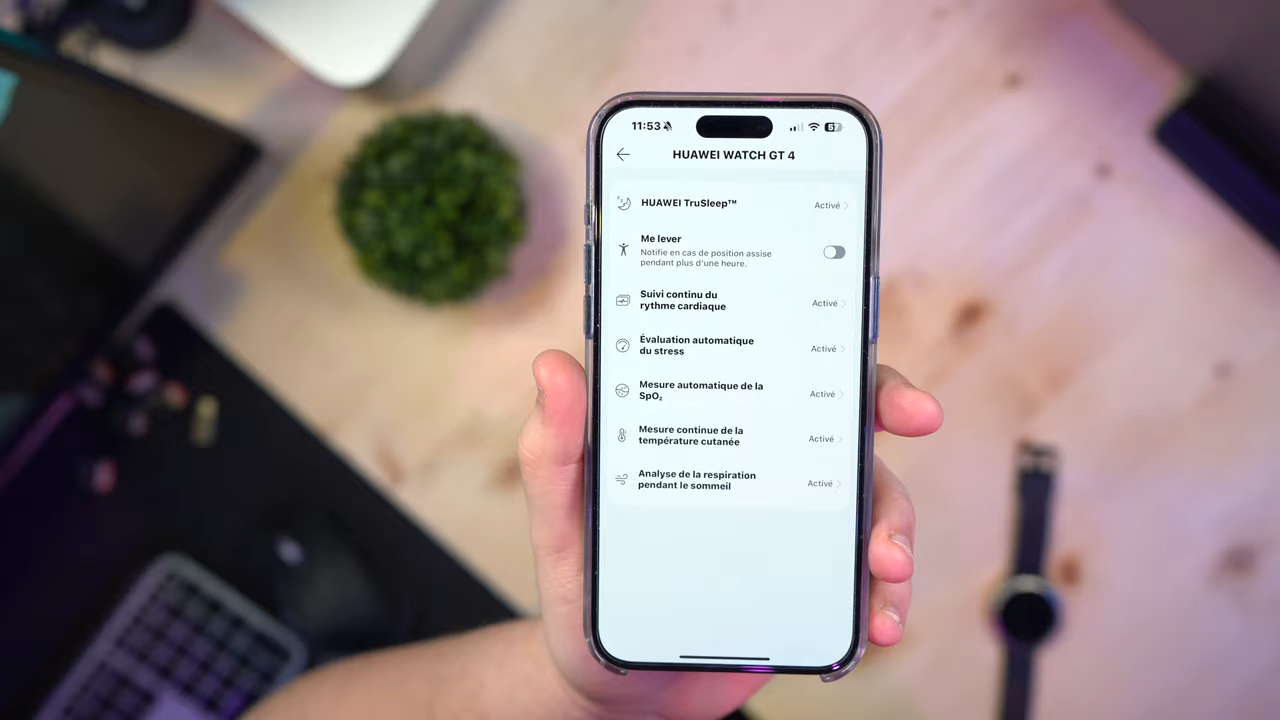 11:53
67
HUAWEI WATCH GT 4
HUAWEI TruSleep™
Activé
Me lever
Notifie en cas de position assise
pendant plus d'une heure.
Suivi continu du
rythme cardiaque
Activé
Évaluation automatique
du stress
Activé
Mesure automatique de la
SpO₂
Activé
Mesure continue de la
température cutanée
Activé
Analyse de la respiration
pendant le sommeil
Activé